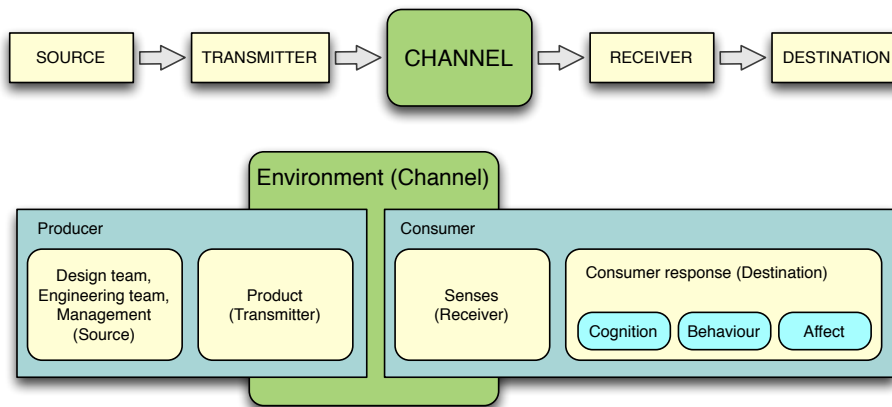 SOURCE
TRANSMITTER
CHANNEL
RECEIVER
DESTINATION
Environment (Channel)
Producer
Design team,
Engineering team,
Management
(Source)
Product
(Transmitter)
Consumer
Senses
(Receiver)
Consumer response (Destination)
Cognition
Behaviour
Affect